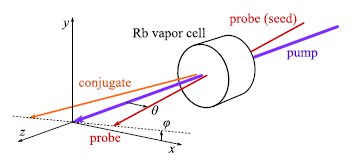 probe (seed)
y
Rb vapor cell
pump
conjugate
θ
z
φ
probe
x